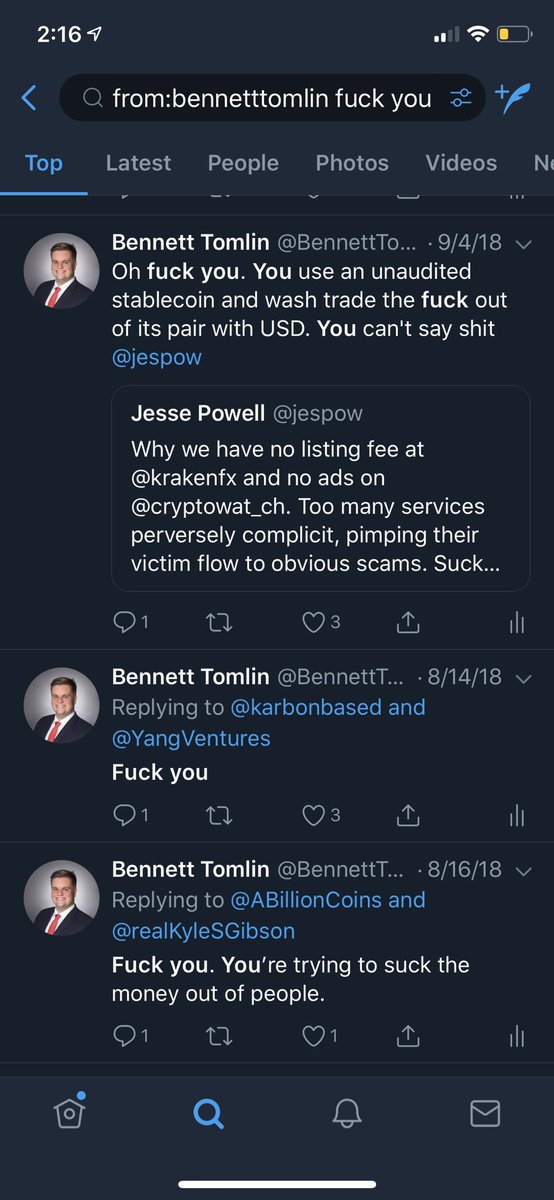 2:16
from:bennetttomlin fuck you
Top Latest People Photos Videos Ne
Bennett Tomlin @BennettTo... · 9/4/18
Oh fuck you. You use an unaudited
stablecoin and wash trade the fuck out
of its pair with USD. You can't say shit
@jespow
Jesse Powell @jespow
Why we have no listing fee at
@krakenfx and no ads on
@cryptowat_ch. Too many services
perversely complicit, pimping their
victim flow to obvious scams. Suck...
1 3
Bennett Tomlin @BennettT... · 8/14/18
Replying to @karbonbased and
@YangVentures
Fuck you
1 3
Bennett Tomlin @BennettT... · 8/16/18
Replying to @ABillionCoins and
@realKyleSGibson
Fuck you. You’re trying to suck the
money out of people.
1 1